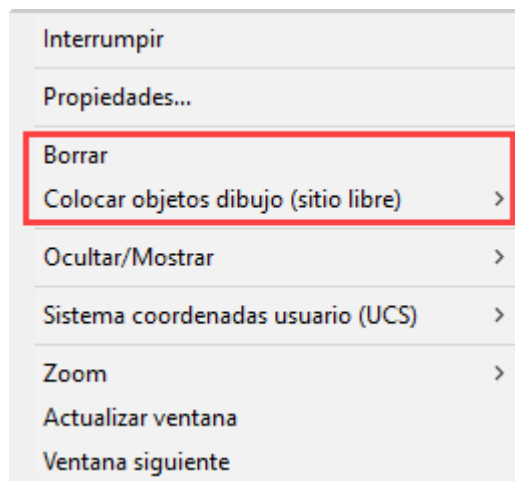 Interrumpir
Propiedades...
Borrar
Colocar objetos dibujo (sitio libre)
Ocultar/Mostrar
Sistema coordenadas usuario (UCS)
Zoom
Actualizar ventana
Ventana siguiente